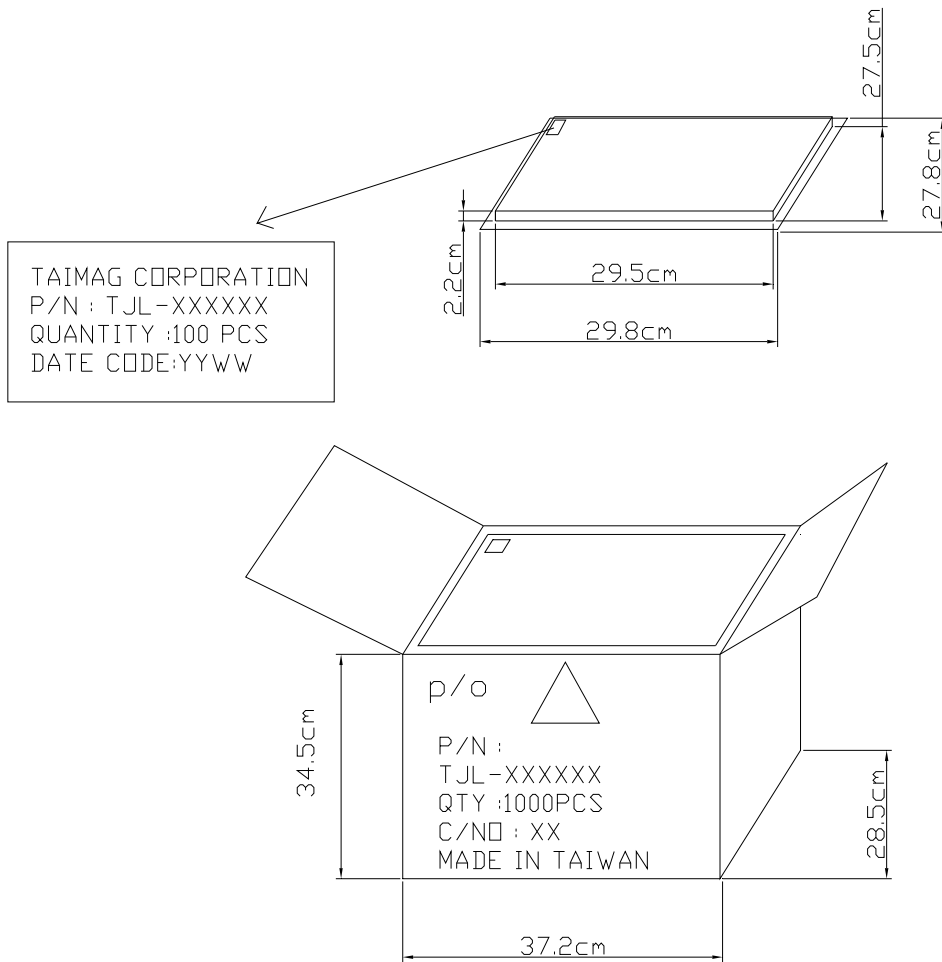 27.5cm
27.8cm
2.2cm
29.5cm
29.8cm
TAIMAG CORPORATION
P/N : TJL-XXXXXX
QUANTITY :100 PCS
DATE CODE:YYWW
p/o
P/N :
TJL-XXXXXX
QTY :1000PCS
C/NO : XX
MADE IN TAIWAN
34.5cm
28.5cm
37.2cm